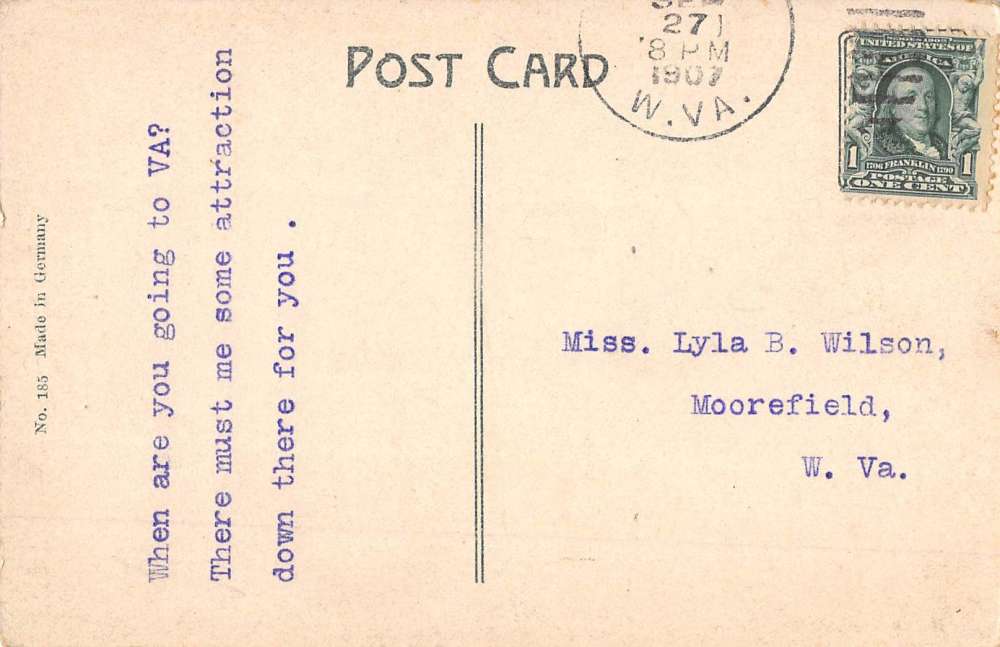 POST CARD
27
8 PM
1907
W. VA.
UNITED STATES OF
AMERICA
1 1706 FRANKLIN 1790 1
POSTAGE
ONE CENT
When are you going to VA?
There must me some attraction
down there for you .
No. 185 Made in Germany
Miss. Lyla B. Wilson,
Moorefield,
W. Va.